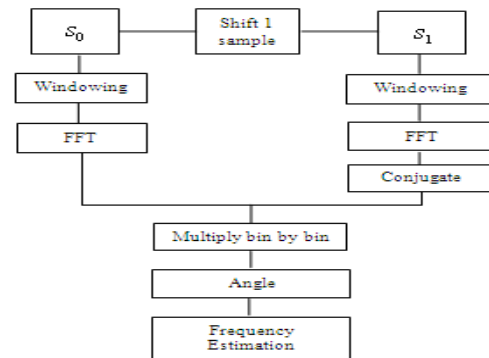 S0
Shift 1
sample
S1
Windowing
Windowing
FFT
FFT
Conjugate
Multiply bin by bin
Angle
Frequency
Estimation